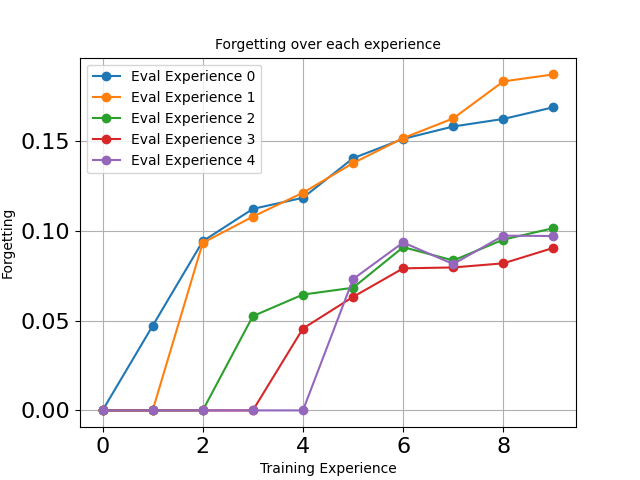 Forgetting over each experience
Eval Experience 0
Eval Experience 1
Eval Experience 2
Eval Experience 3
Eval Experience 4
Forgetting
0.15
0.10
0.05
0.00
0 2 4 6 8
Training Experience